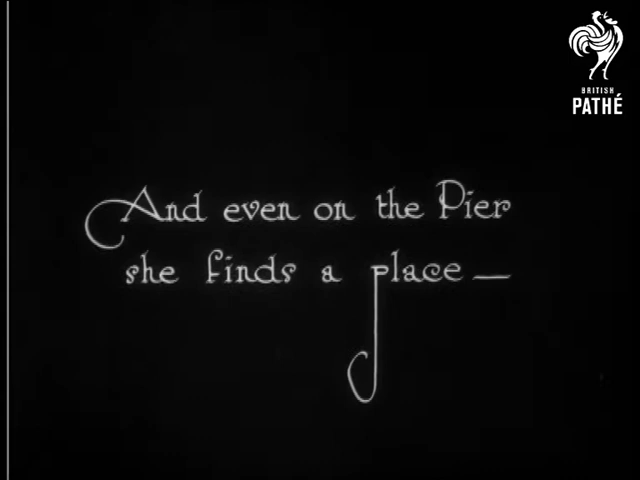 BRITISH
PATHÉ
And even on the Pier
she finds a place —